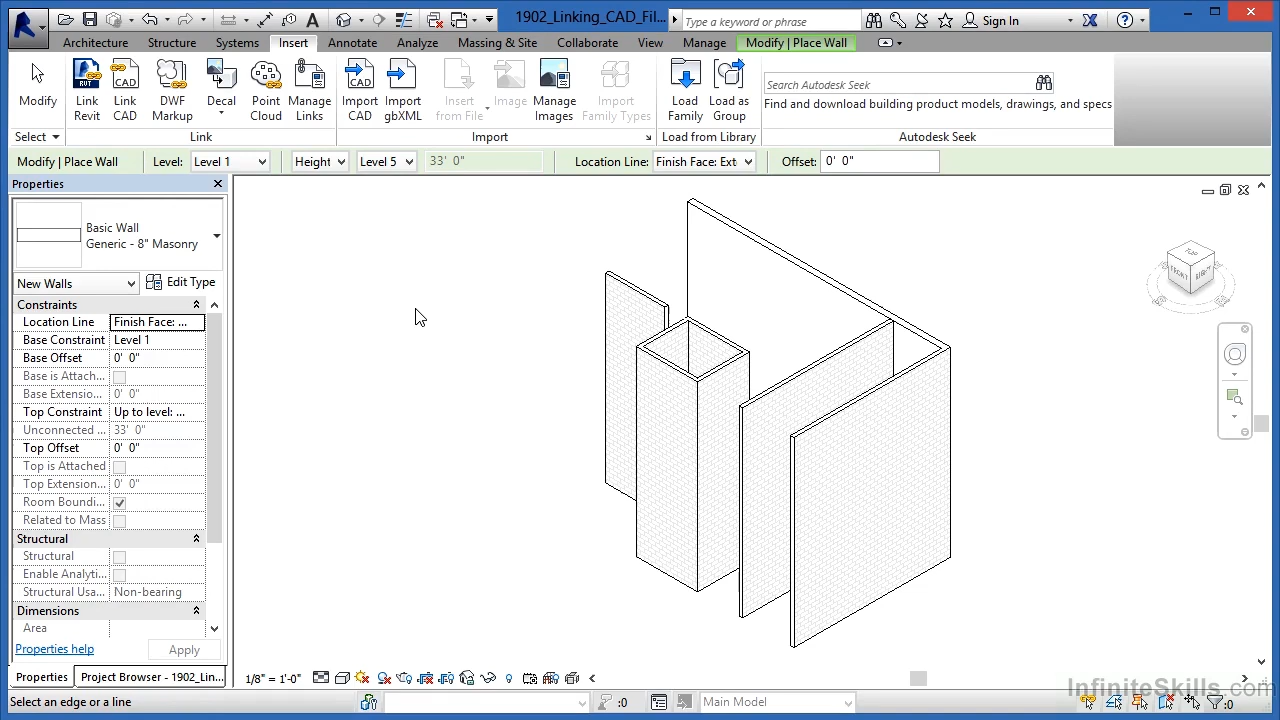 1902_Linking_CAD_Fil...
Type a keyword or phrase
Sign In
Architecture
Structure
Systems
Insert
Annotate
Analyze
Massing & Site
Collaborate
View
Manage
Modify | Place Wall
Modify
Link Revit
Link CAD
DWF Markup
Decal
Point Cloud
Manage Links
Import CAD
Import gbXML
Insert from File
Image
Manage Images
Import Family Types
Load Family
Load as Group
Search Autodesk Seek
Find and download building product models, drawings, and specs
Select
Link
Import
Load from Library
Autodesk Seek
Modify | Place Wall
Level:
Level 1
Height
Level 5
33' 0"
Location Line:
Finish Face: Ext
Offset:
0' 0"
Properties
Basic Wall
Generic - 8" Masonry
New Walls
Edit Type
Constraints
Location Line
Finish Face: ...
Base Constraint
Level 1
Base Offset
0' 0"
Base is Attach...
Base Extension...
0' 0"
Top Constraint
Up to level: ...
Unconnected ...
33' 0"
Top Offset
0' 0"
Top is Attached
Top Extension...
0' 0"
Room Boundi...
Related to Mass
Structural
Structural
Enable Analyti...
Structural Usa...
Non-bearing
Dimensions
Area
Properties help
Apply
Properties
Project Browser - 1902_Lin...
TOP
FRONT
RIGHT
1/8" = 1'-0"
Select an edge or a line
:0
Main Model
:0
InfiniteSkills.com